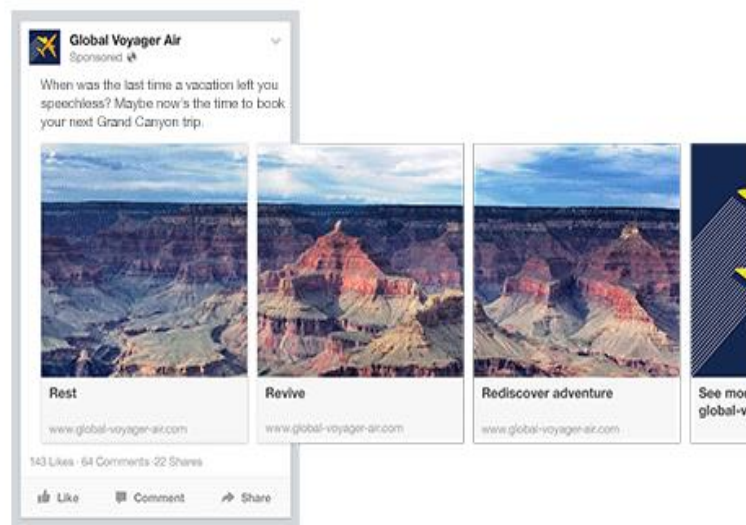 Global Voyager Air
Sponsored
When was the last time a vacation left you
speechless? Maybe now's the time to book
your next Grand Canyon trip.
Rest
www.global-voyager-air.com
Revive
www.global-voyager-air.com
Rediscover adventure
www.global-voyager-air.com
See mo
global-v
143 Likes · 64 Comments · 22 Shares
Like
Comment
Share